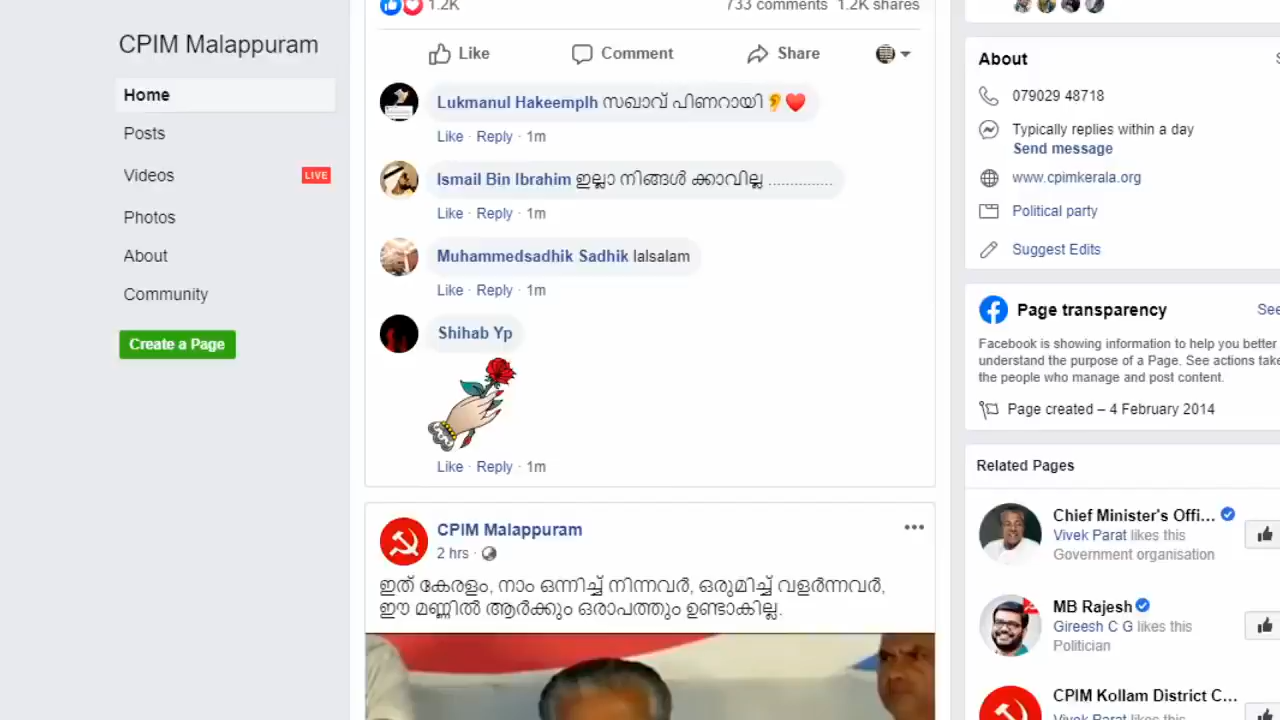 1.2K
733 comments 1.2K shares
CPIM Malappuram
Home
Posts
Videos
LIVE
Photos
About
Community
Create a Page
Like
Comment
Share
Lukmanul Hakeemplh സഖാവ് പിണറായി
Like · Reply · 1m
Ismail Bin Ibrahim ഇല്ലാ നിങ്ങൾ ക്കാവില്ല ..............
Like · Reply · 1m
Muhammedsadhik Sadhik lalsalam
Like · Reply · 1m
Shihab Yp
Like · Reply · 1m
CPIM Malappuram
2 hrs ·
ഇത് കേരളം, നാം ഒന്നിച്ച് നിന്നവർ, ഒരുമിച്ച് വളർന്നവർ,
ഈ മണ്ണിൽ ആർക്കും ഒരാപത്തും ഉണ്ടാകില്ല.
About
079029 48718
Typically replies within a day
Send message
www.cpimkerala.org
Political party
Suggest Edits
Page transparency
See
Facebook is showing information to help you better
understand the purpose of a Page. See actions take
the people who manage and post content.
Page created – 4 February 2014
Related Pages
Chief Minister's Offi...
Vivek Parat likes this
Government organisation
MB Rajesh
Gireesh C G likes this
Politician
CPIM Kollam District C...
Vivek Parat likes this